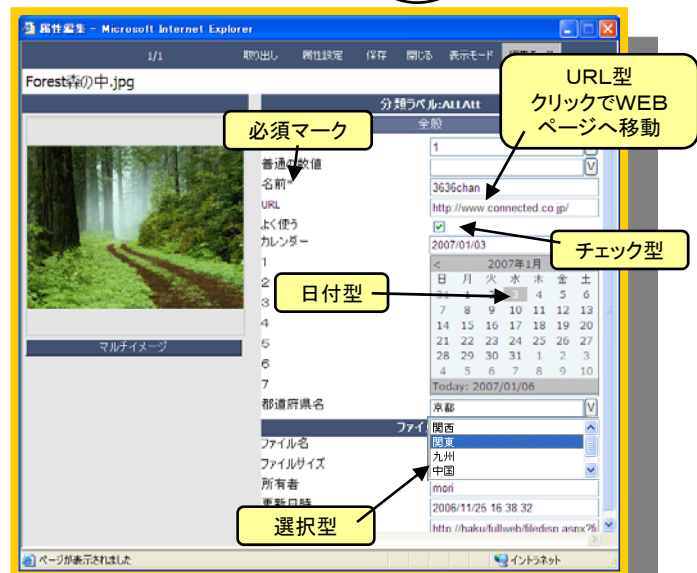 属性編集 - Microsoft Internet Explorer
1/1 取り出し 属性設定 保存 閉じる 表示モード
Forest森の中.jpg
分類ラベル:ALLAtt
全般
URL型
クリックでWEB
ページへ移動
必須マーク
1
普通の数値
名前*
3636chan
URL
http://www.connected.co.jp/
よく使う
カレンダー
2007/01/03
チェック型
日付型
1
2
3
4
5
6
7
< 2007年1月
日 月 火 水 木 金 土
31 1 2 3 4 5 6
7 8 9 10 11 12 13
14 15 16 17 18 19 20
21 22 23 24 25 26 27
28 29 30 31 1 2 3
4 5 6 7 8 9 10
Today: 2007/01/06
マルチイメージ
都道府県名
京都
関西
関東
九州
中国
ファイル名
ファイルサイズ
所有者
mori
更新日時
2006/11/25 16:38:32
http://haku/fullweb/filedisp.aspx?fi
選択型
ページが表示されました
イントラネット